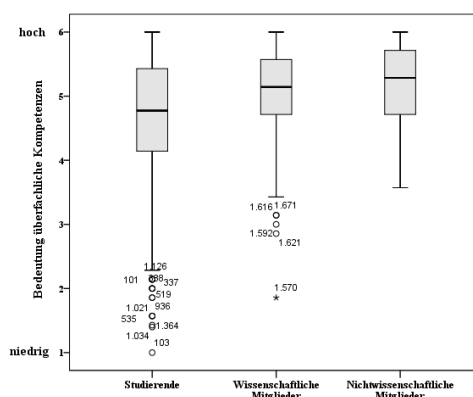 hoch
6
5
4
3
2
niedrig
1
Bedeutung überfachliche Kompetenzen
1.616 1.671
1.592
1.621
1.570
1.126
101
337
519
1.021 936
535
1.364
1.034
103
Studierende
Wissenschaftliche
Mitglieder
Nichtwissenschaftliche
Mitglieder